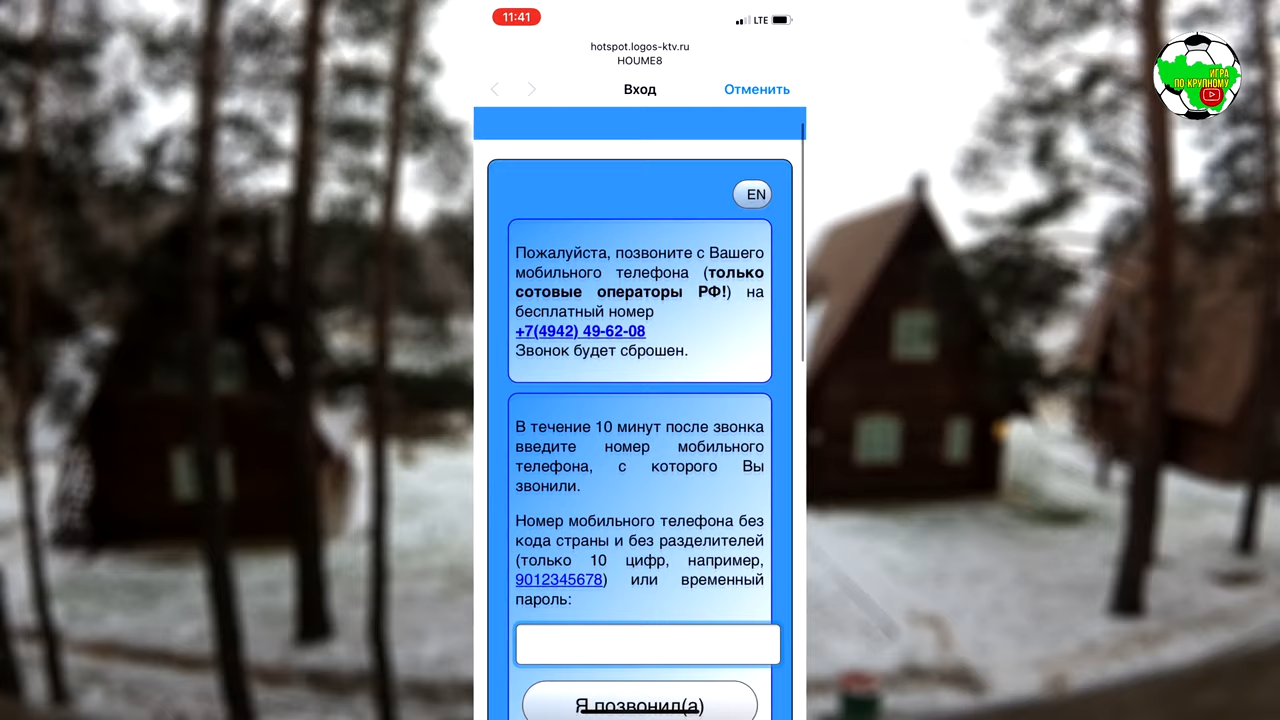 11:41
LTE
hotspot.logos-ktv.ru
HOUME8
Вход
Отменить
ИГРА
ПО КРУПНОМУ
EN
Пожалуйста, позвоните с Вашего
мобильного телефона (только
сотовые операторы РФ!) на
бесплатный номер
+7(4942) 49-62-08
Звонок будет сброшен.
В течение 10 минут после звонка
введите номер мобильного
телефона, с которого Вы
звонили.
Номер мобильного телефона без
кода страны и без разделителей
(только 10 цифр, например,
9012345678) или временный
пароль:
Я позвонил(а)